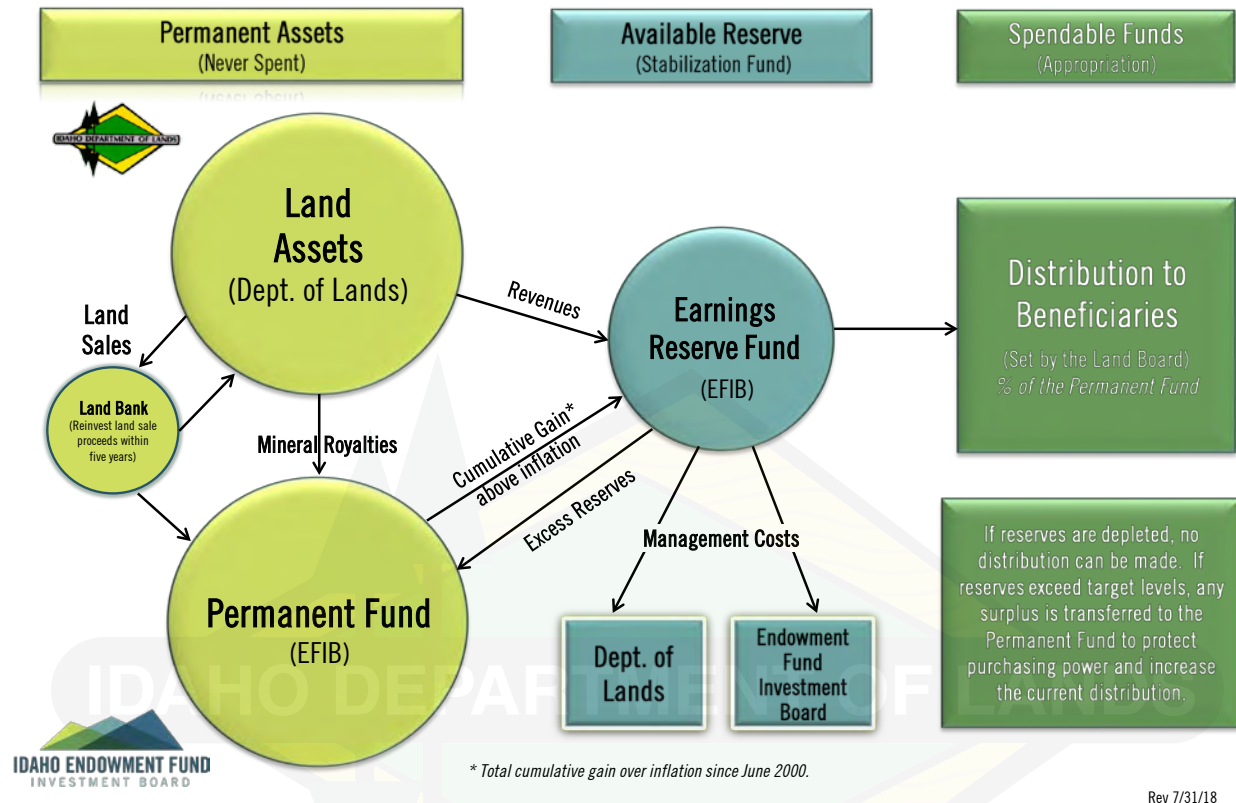 Permanent Assets
(Never Spent)
Available Reserve
(Stabilization Fund)
Spendable Funds
(Appropriation)
IDAHO DEPARTMENT OF LANDS
Land
Assets
(Dept. of Lands)
Revenues
Earnings
Reserve Fund
(EFIB)
Distribution to
Beneficiaries
(Set by the Land Board)
% of the Permanent Fund
Land
Sales
Land Bank
(Reinvest land sale
proceeds within
five years)
Mineral Royalties
Cumulative Gain*
above inflation
Excess Reserves
Management Costs
Permanent Fund
(EFIB)
Dept. of
Lands
Endowment
Fund
Investment
Board
If reserves are depleted, no
distribution can be made. If
reserves exceed target levels, any
surplus is transferred to the
Permanent Fund to protect
purchasing power and increase
the current distribution.
IDAHO DEPARTMENT OF LANDS
IDAHO ENDOWMENT FUND
INVESTMENT BOARD
* Total cumulative gain over inflation since June 2000.
Rev 7/31/18